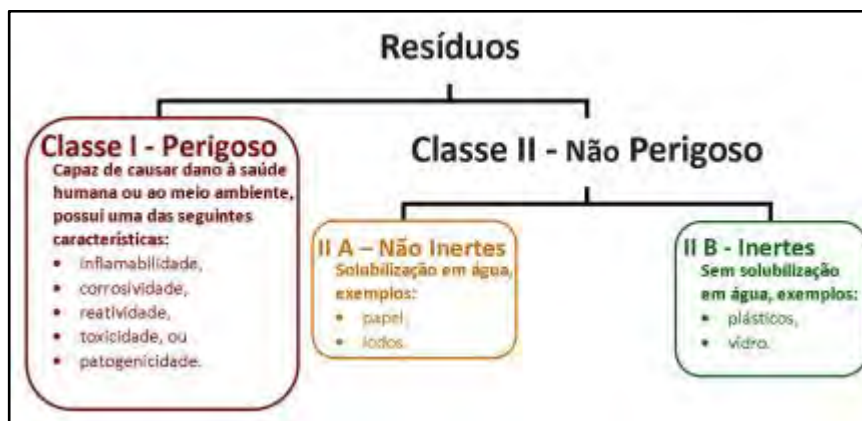 Resíduos
Classe I - Perigoso
Capaz de causar dano à saúde
humana ou ao meio ambiente,
possui uma das seguintes
características:
• inflamabilidade,
• corrosividade,
• reatividade,
• toxicidade, ou
• patogenicidade.
Classe II - Não Perigoso
II A – Não Inertes
Solubilização em água,
exemplos:
• papel,
• lodos.
II B - Inertes
Sem solubilização
em água, exemplos:
• plásticos,
• vidro.